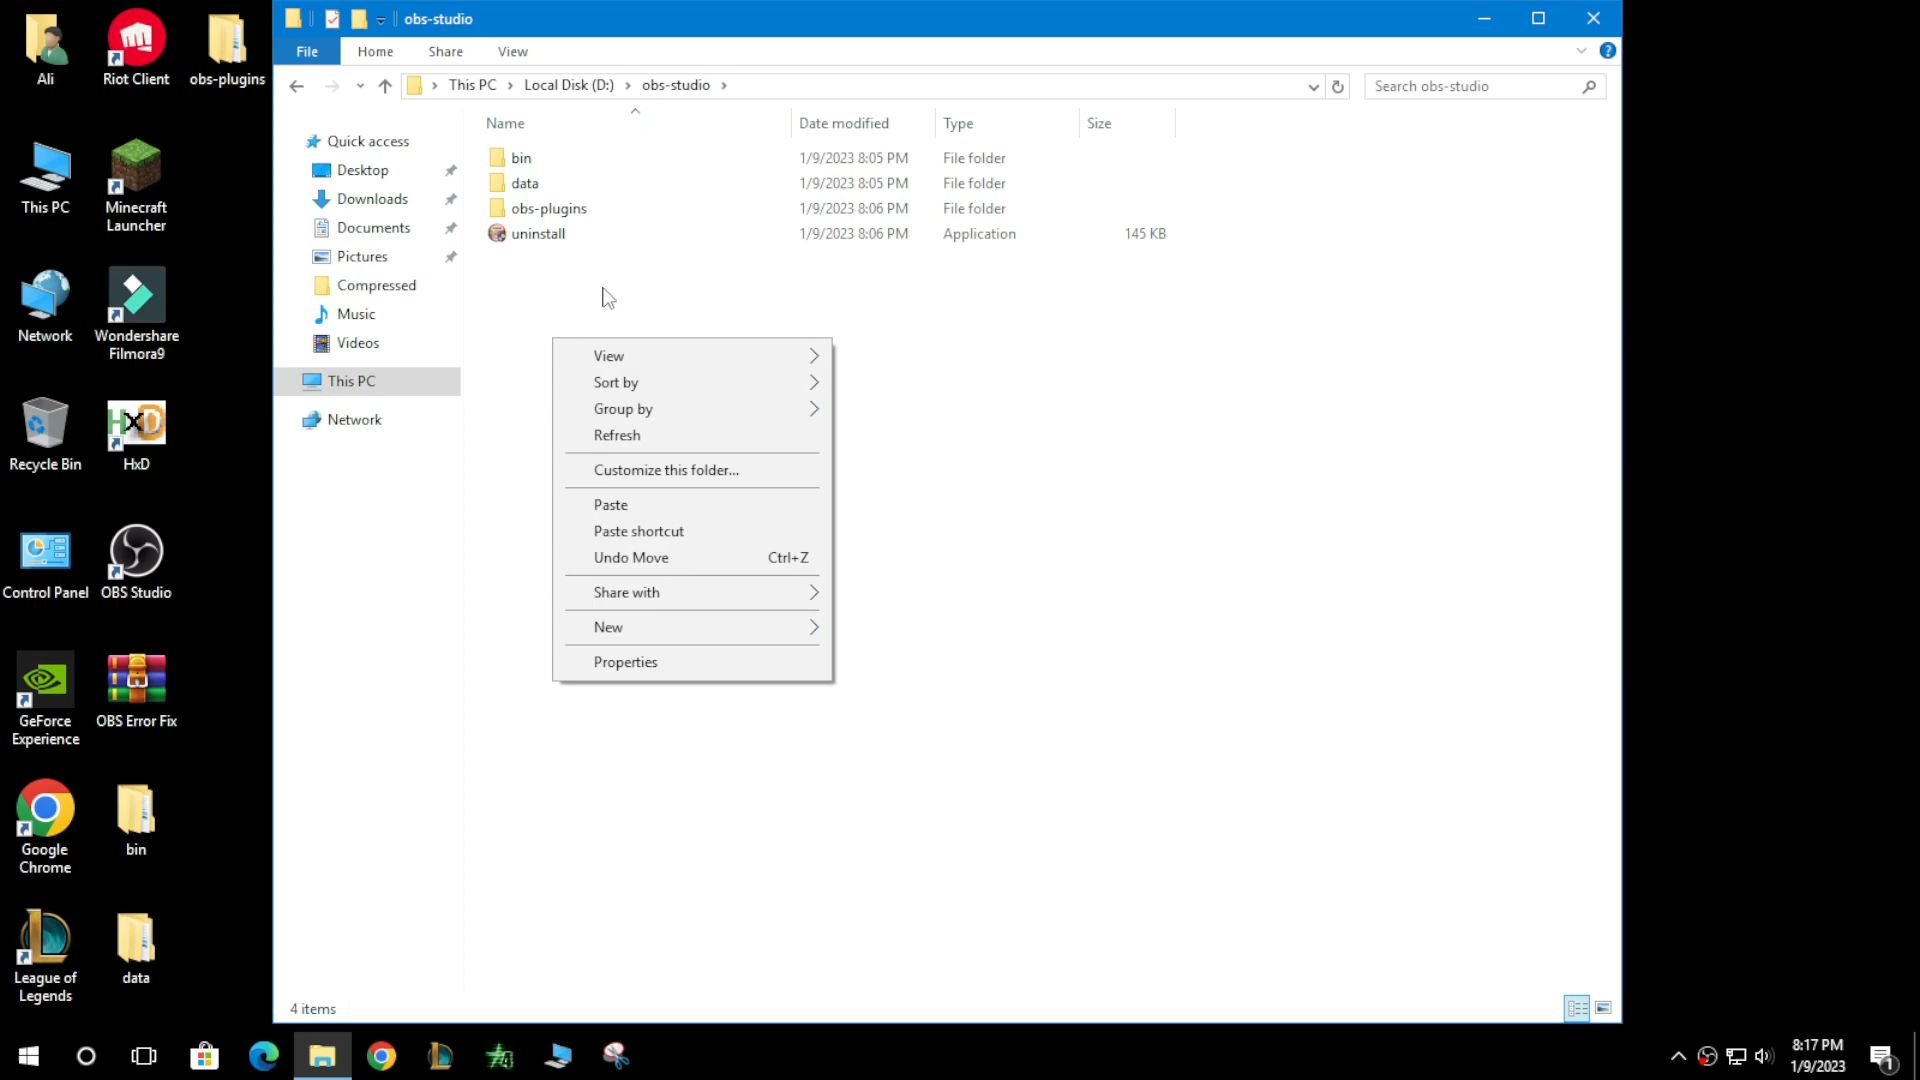 obs-studio
File
Home
Share
View
This PC
Local Disk (D:)
obs-studio
Search obs-studio
Name
Date modified
Type
Size
bin
1/9/2023 8:05 PM
File folder
data
1/9/2023 8:05 PM
File folder
obs-plugins
1/9/2023 8:06 PM
File folder
uninstall
1/9/2023 8:06 PM
Application
145 KB
Quick access
Desktop
Downloads
Documents
Pictures
Compressed
Music
Videos
This PC
Network
View
Sort by
Group by
Refresh
Customize this folder...
Paste
Paste shortcut
Undo Move
Ctrl+Z
Share with
New
Properties
4 items
Ali
Riot Client
obs-plugins
This PC
Minecraft
Launcher
Network
Wondershare
Filmora9
Recycle Bin
HxD
HxD
Control Panel
OBS Studio
GeForce
Experience
OBS Error Fix
Google
Chrome
bin
League of
Legends
data
8:17 PM
1/9/2023
1